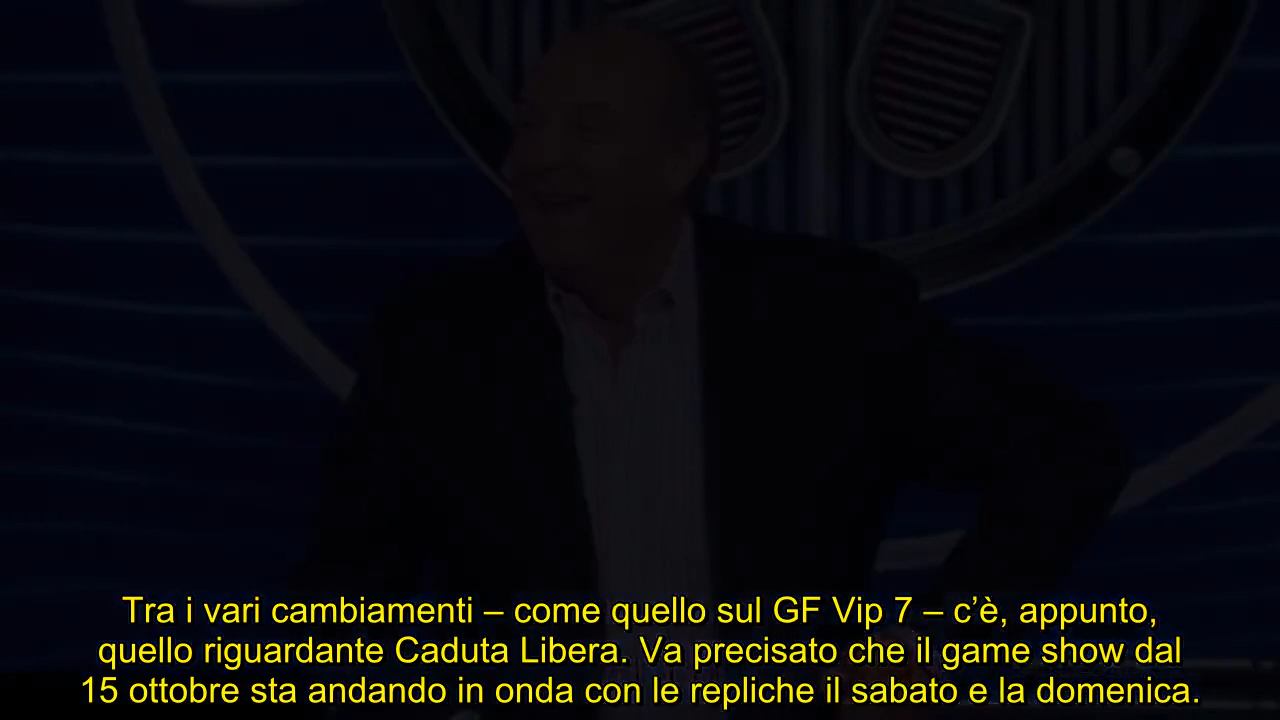 Tra i vari cambiamenti – come quello sul GF Vip 7 – c’è, appunto,
quello riguardante Caduta Libera. Va precisato che il game show dal
15 ottobre sta andando in onda con le repliche il sabato e la domenica.